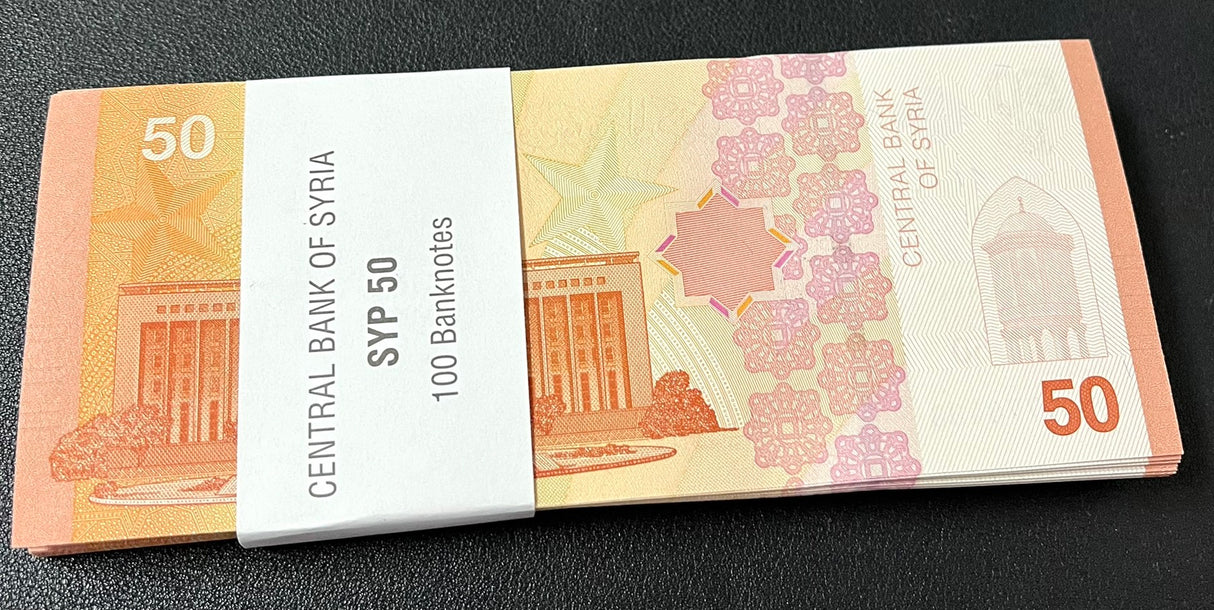 50
CENTRAL BANK OF SYRIA
SYP 50
100 Banknotes
CENTRAL BANK
OF SYRIA
50